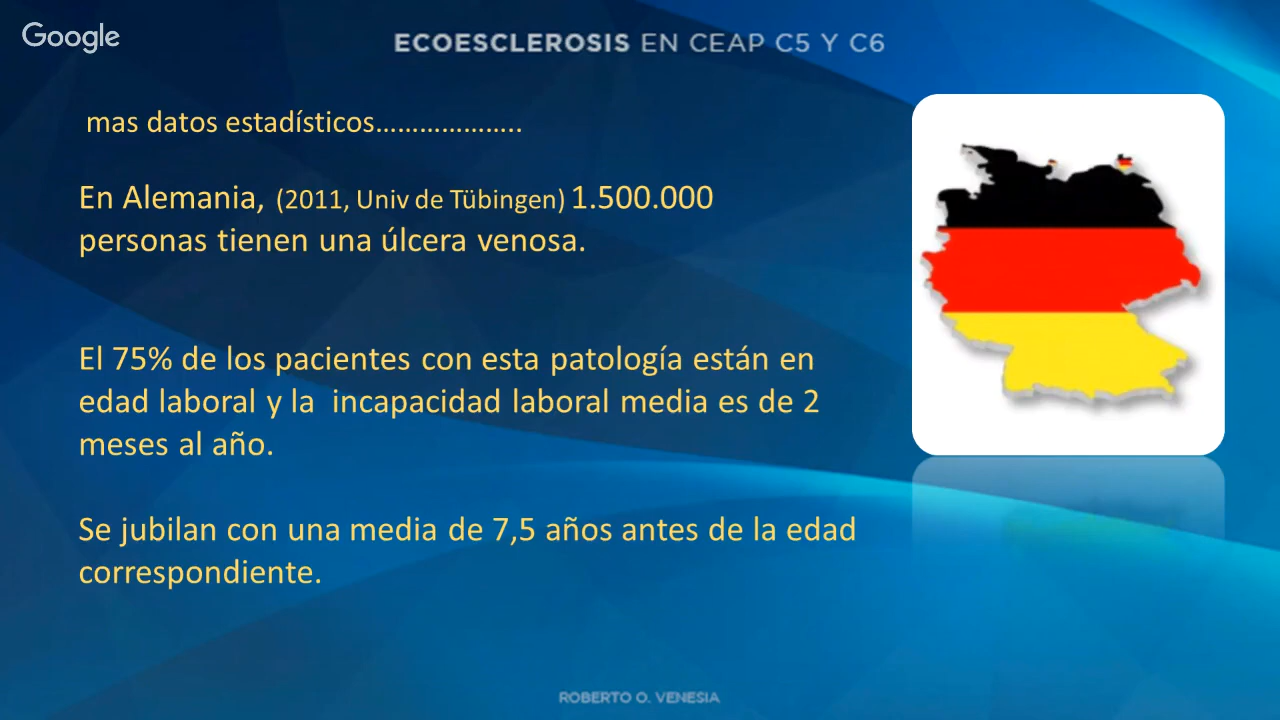 Google
ECOESCLEROSIS EN CEAP C5 Y C6
mas datos estadísticos………………..
En Alemania, (2011, Univ de Tübingen) 1.500.000
personas tienen una úlcera venosa.
El 75% de los pacientes con esta patología están en
edad laboral y la  incapacidad laboral media es de 2
meses al año.
Se jubilan con una media de 7,5 años antes de la edad
correspondiente.
ROBERTO O. VENESIA